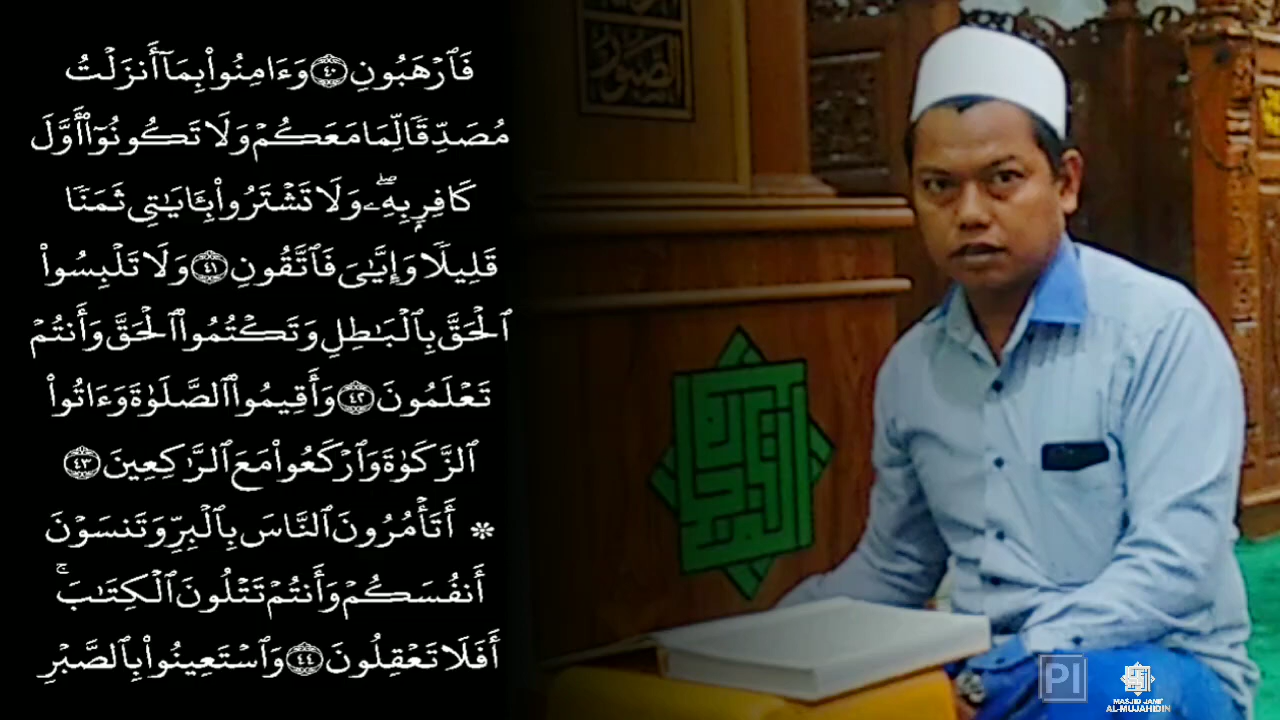 فَٱرْهَبُونِ ٤٠ وَءَامِنُوا۟ بِمَآ أَنزَلْتُ
مُصَدِّقًا لِّمَا مَعَكُمْ وَلَا تَكُونُوٓا۟ أَوَّلَ
كَافِرٍۭ بِهِۦ ۖ وَلَا تَشْتَرُوا۟ بِـَٔايَـٰتِى ثَمَنًا
قَلِيلًا وَإِيَّـٰىَ فَٱتَّقُونِ ٤١ وَلَا تَلْبِسُوا۟
ٱلْحَقَّ بِٱلْبَـٰطِلِ وَتَكْتُمُوا۟ ٱلْحَقَّ وَأَنتُمْ
تَعْلَمُونَ ٤٢ وَأَقِيمُوا۟ ٱلصَّلَوٰةَ وَءَاتُوا۟
ٱلزَّكَوٰةَ وَٱرْكَعُوا۟ مَعَ ٱلرَّٰكِعِينَ ٤٣
۞ أَتَأْمُرُونَ ٱلنَّاسَ بِٱلْبِرِّ وَتَنسَوْنَ
أَنفُسَكُمْ وَأَنتُمْ تَتْلُونَ ٱلْكِتَـٰبَ ۚ
أَفَلَا تَعْقِلُونَ ٤٤ وَٱسْتَعِينُوا۟ بِٱلصَّبْرِ
PI
MASJID JAMI'
AL-MUJAHIDIN